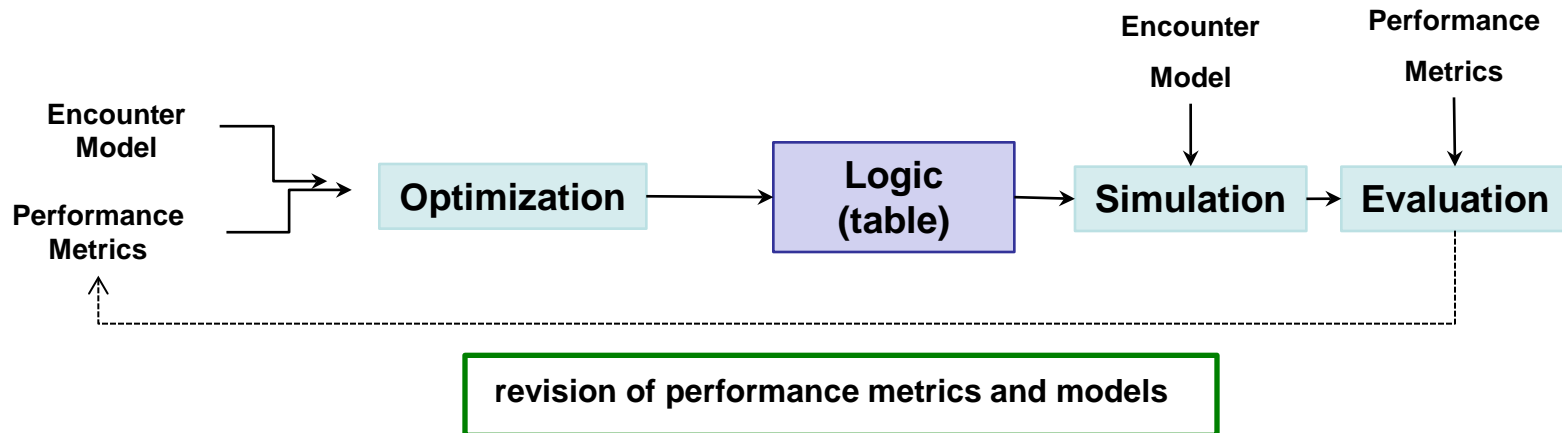 Encounter
Model
Performance
Metrics
Optimization
Logic
(table)
Encounter
Model
Simulation
Performance
Metrics
Evaluation
revision of performance metrics and models